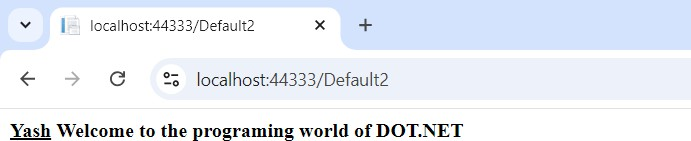 localhost:44333/Default2
localhost:44333/Default2
Yash Welcome to the programing world of DOT.NET